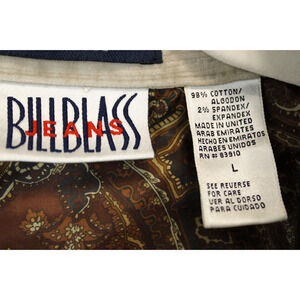 BILLBLASS
JEANS
98% COTTON/
ALGODON
2% SPANDEX/
EXPANDEX
MADE IN UNITED
ARAB EMIRATES
HECHO EN EMIRATOS
ARABES UNIDOS
RN# 83910
L
SEE REVERSE
FOR CARE
VER AL DORSO
PARA CUIDADO